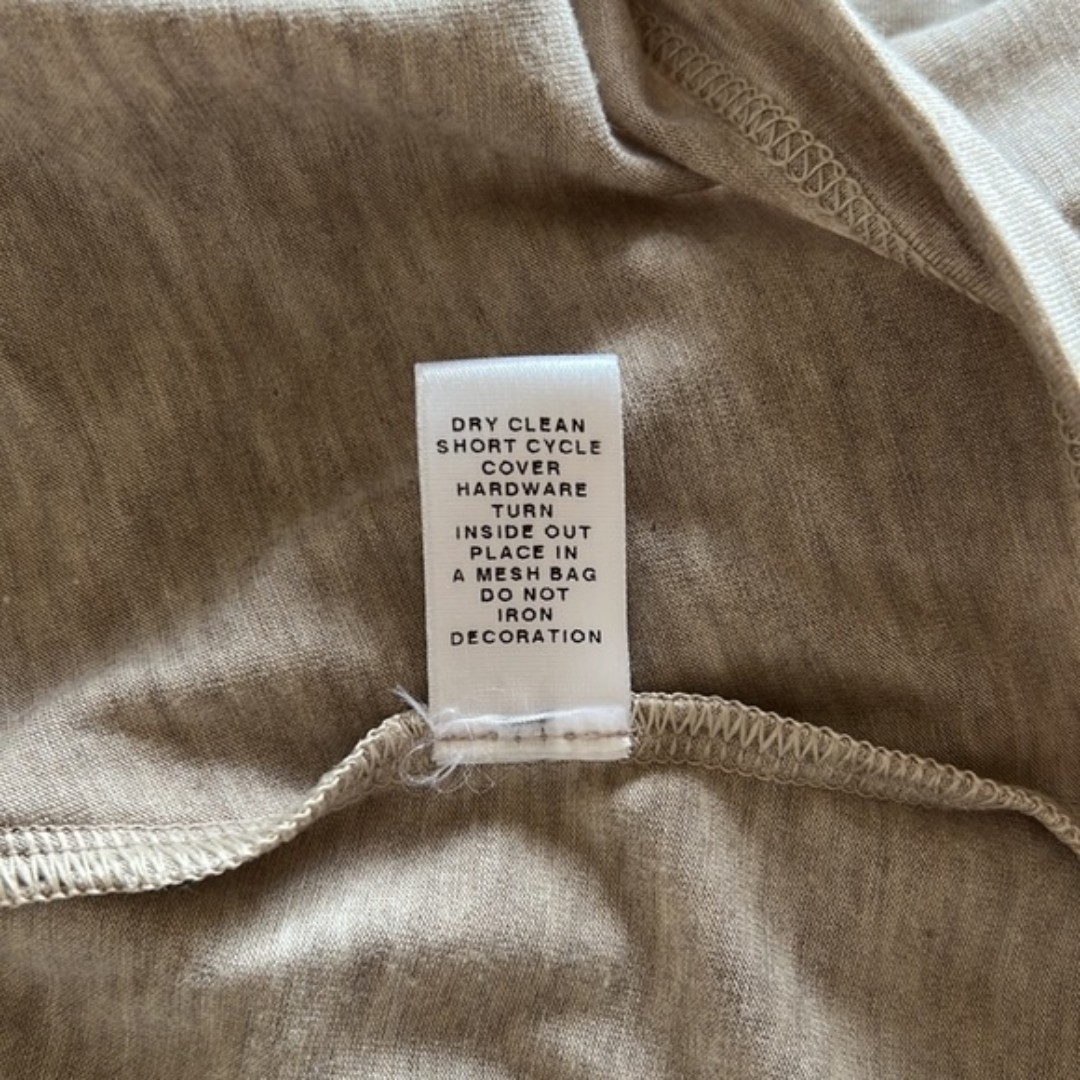 DRY CLEAN
SHORT CYCLE
COVER
HARDWARE
TURN
INSIDE OUT
PLACE IN
A MESH BAG
DO NOT
IRON
DECORATION